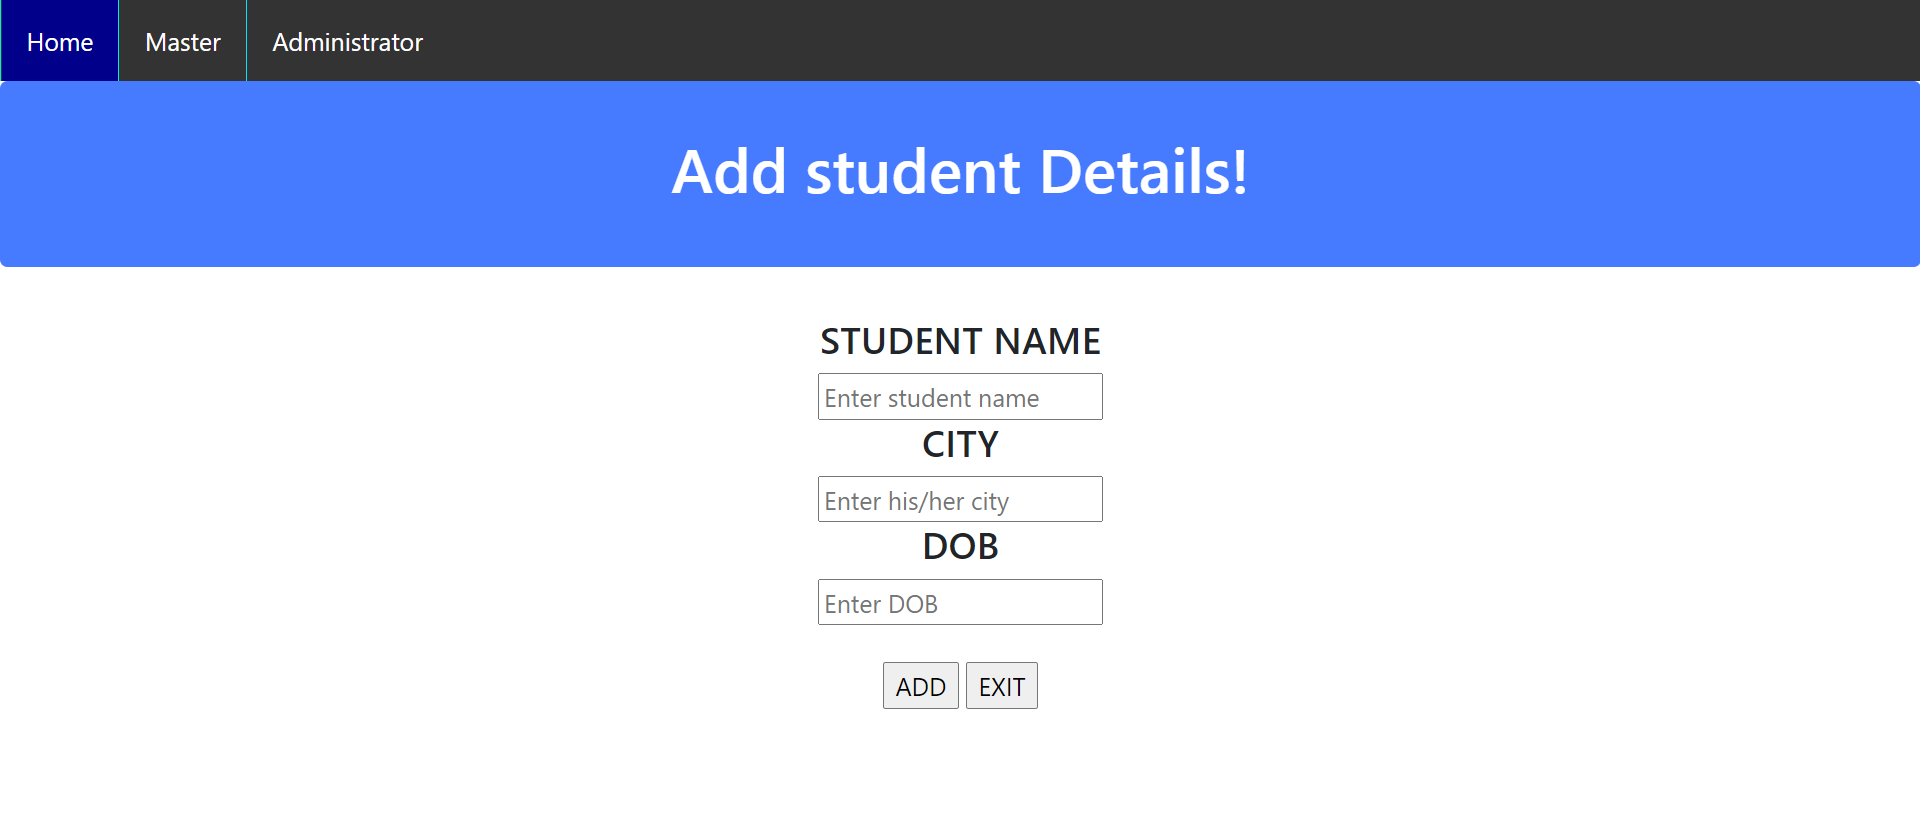 Home Master Administrator
Add student Details!
STUDENT NAME
Enter student name
CITY
Enter his/her city
DOB
Enter DOB
ADD EXIT